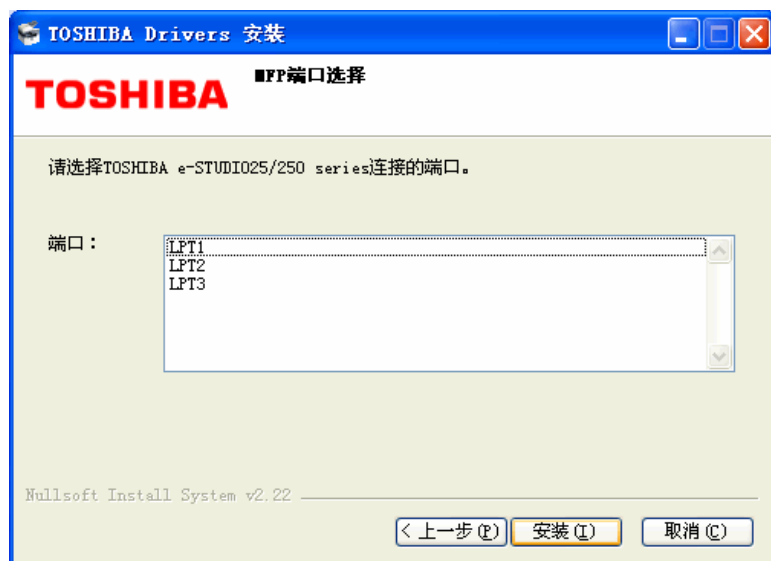 TOSHIBA Drivers 安装
TOSHIBA
MFP端口选择
请选择TOSHIBA e-STUDIO25/250 series连接的端口。
端口：
LPT1
LPT2
LPT3
Nullsoft Install System v2.22
< 上一步(P)
安装(I)
取消(C)